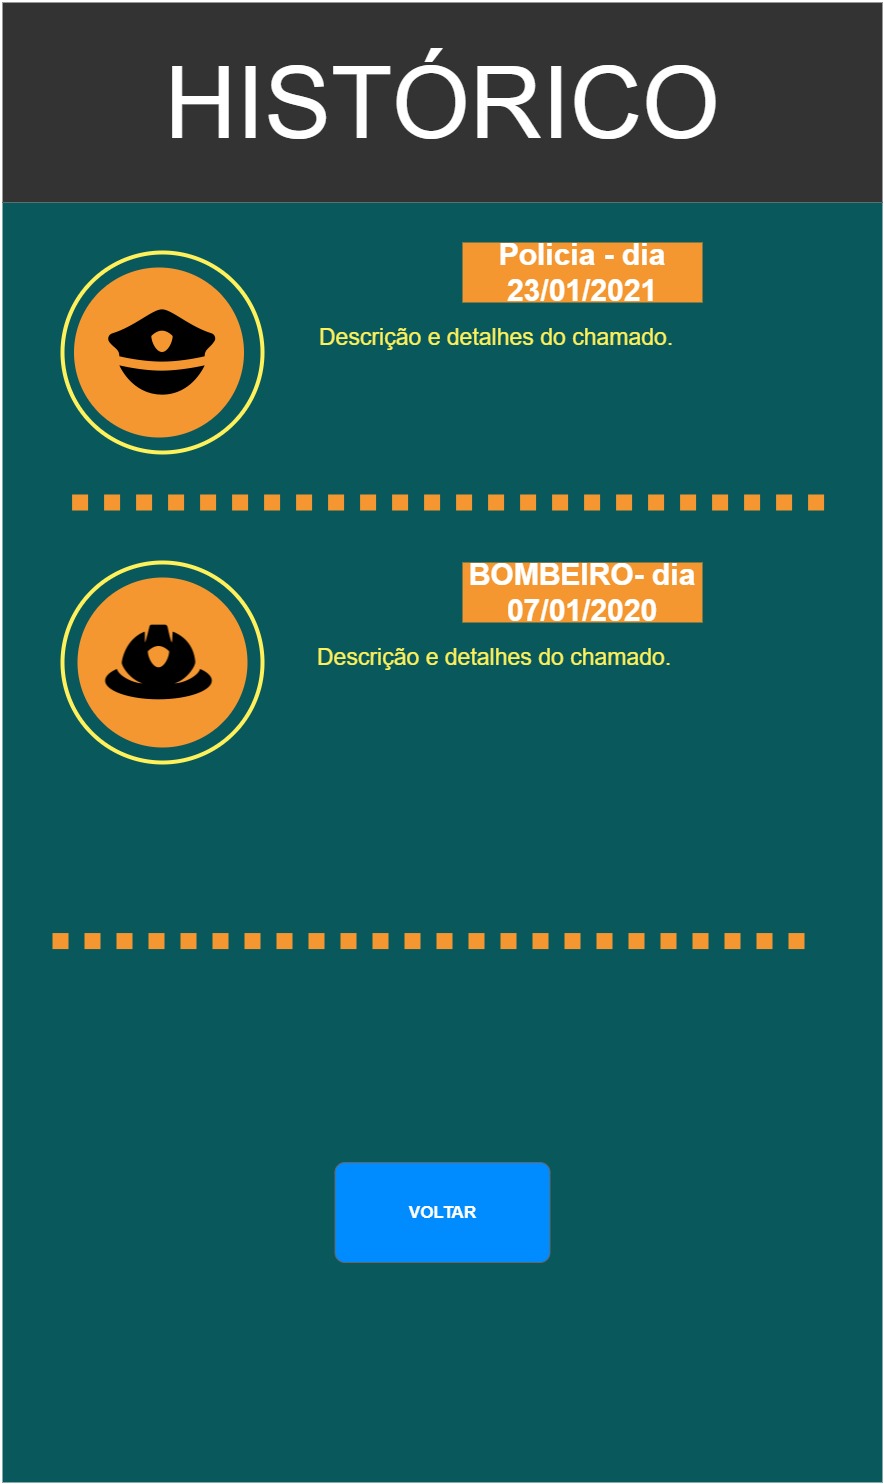 HISTÓRICO
Policia - dia
23/01/2021
Descrição e detalhes do chamado.
BOMBEIRO- dia
07/01/2020
Descrição e detalhes do chamado.
VOLTAR